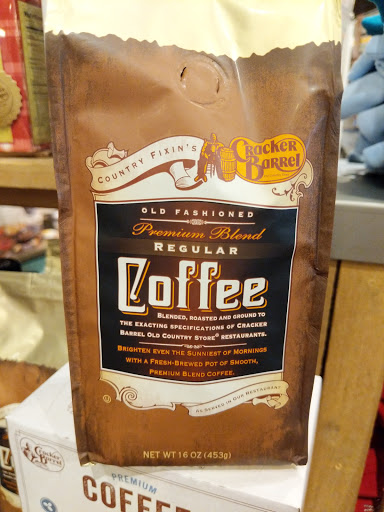 COUNTRY FIXIN'S
Cracker
Barrel
OLD FASHIONED
Premium Blend
REGULAR
Coffee
BLENDED, ROASTED AND GROUND TO
THE EXACTING SPECIFICATIONS OF CRACKER
BARREL OLD COUNTRY STORE® RESTAURANTS.
BRIGHTEN EVEN THE SUNNIEST OF MORNINGS
WITH A FRESH-BREWED POT OF SMOOTH,
PREMIUM BLEND COFFEE.
AS SERVED IN OUR RESTAURANT
NET WT 16 OZ (453g)
Cracker
Barrel
PREMIUM
COFFEE